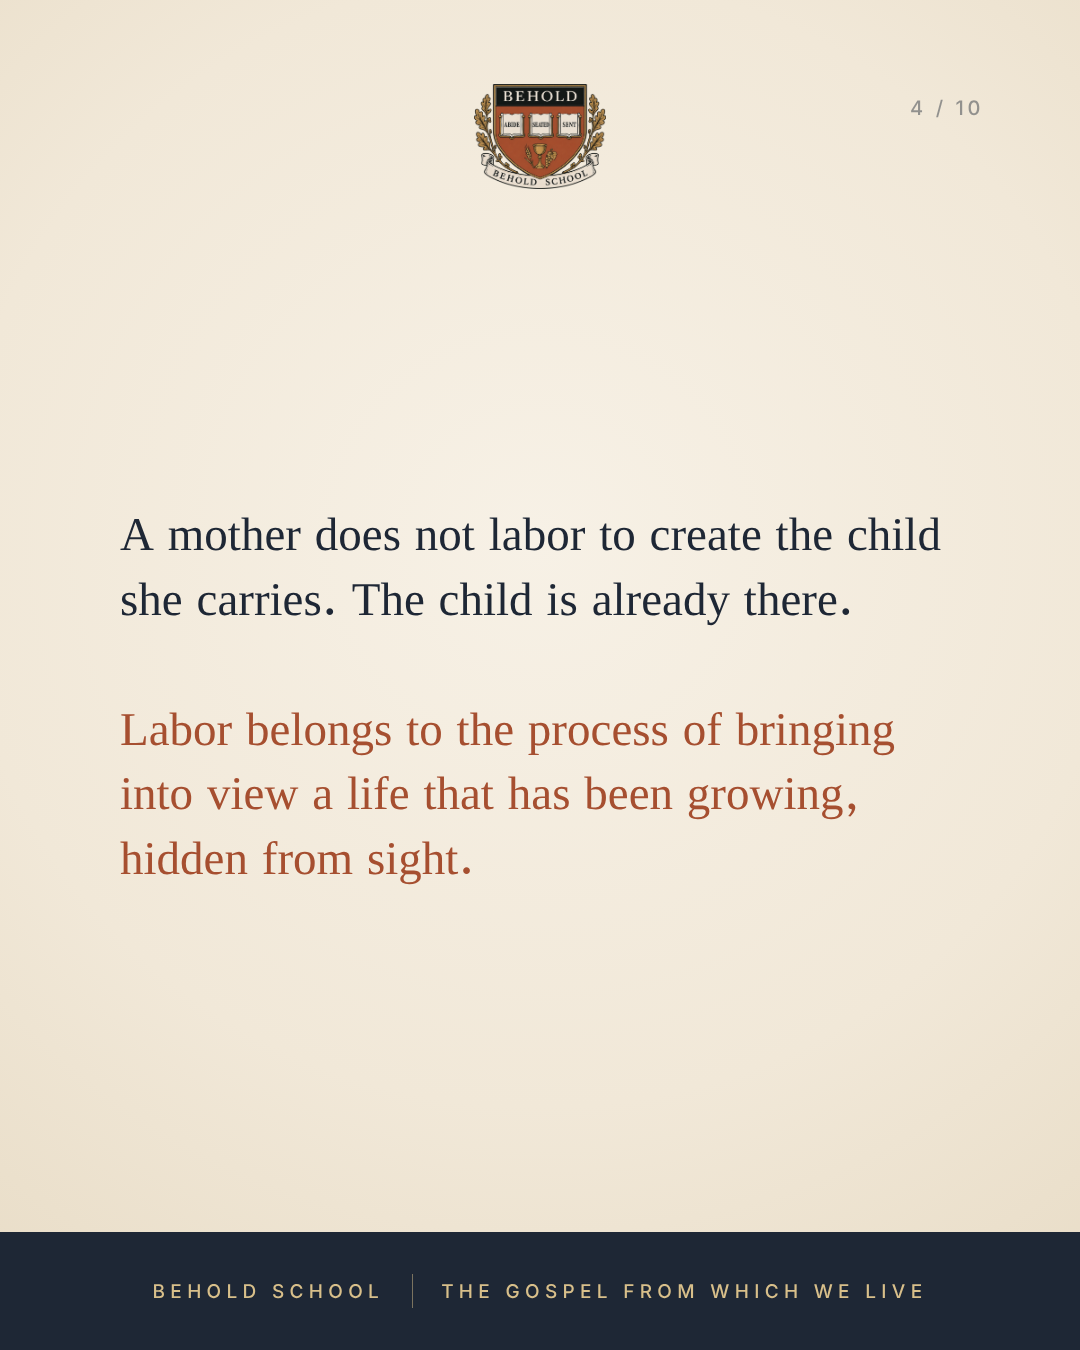 BEHOLD
ABIDE SEATED SENT
BEHOLD SCHOOL
4 / 10
A mother does not labor to create the child
she carries. The child is already there.
Labor belongs to the process of bringing
into view a life that has been growing,
hidden from sight.
BEHOLD SCHOOL | THE GOSPEL FROM WHICH WE LIVE